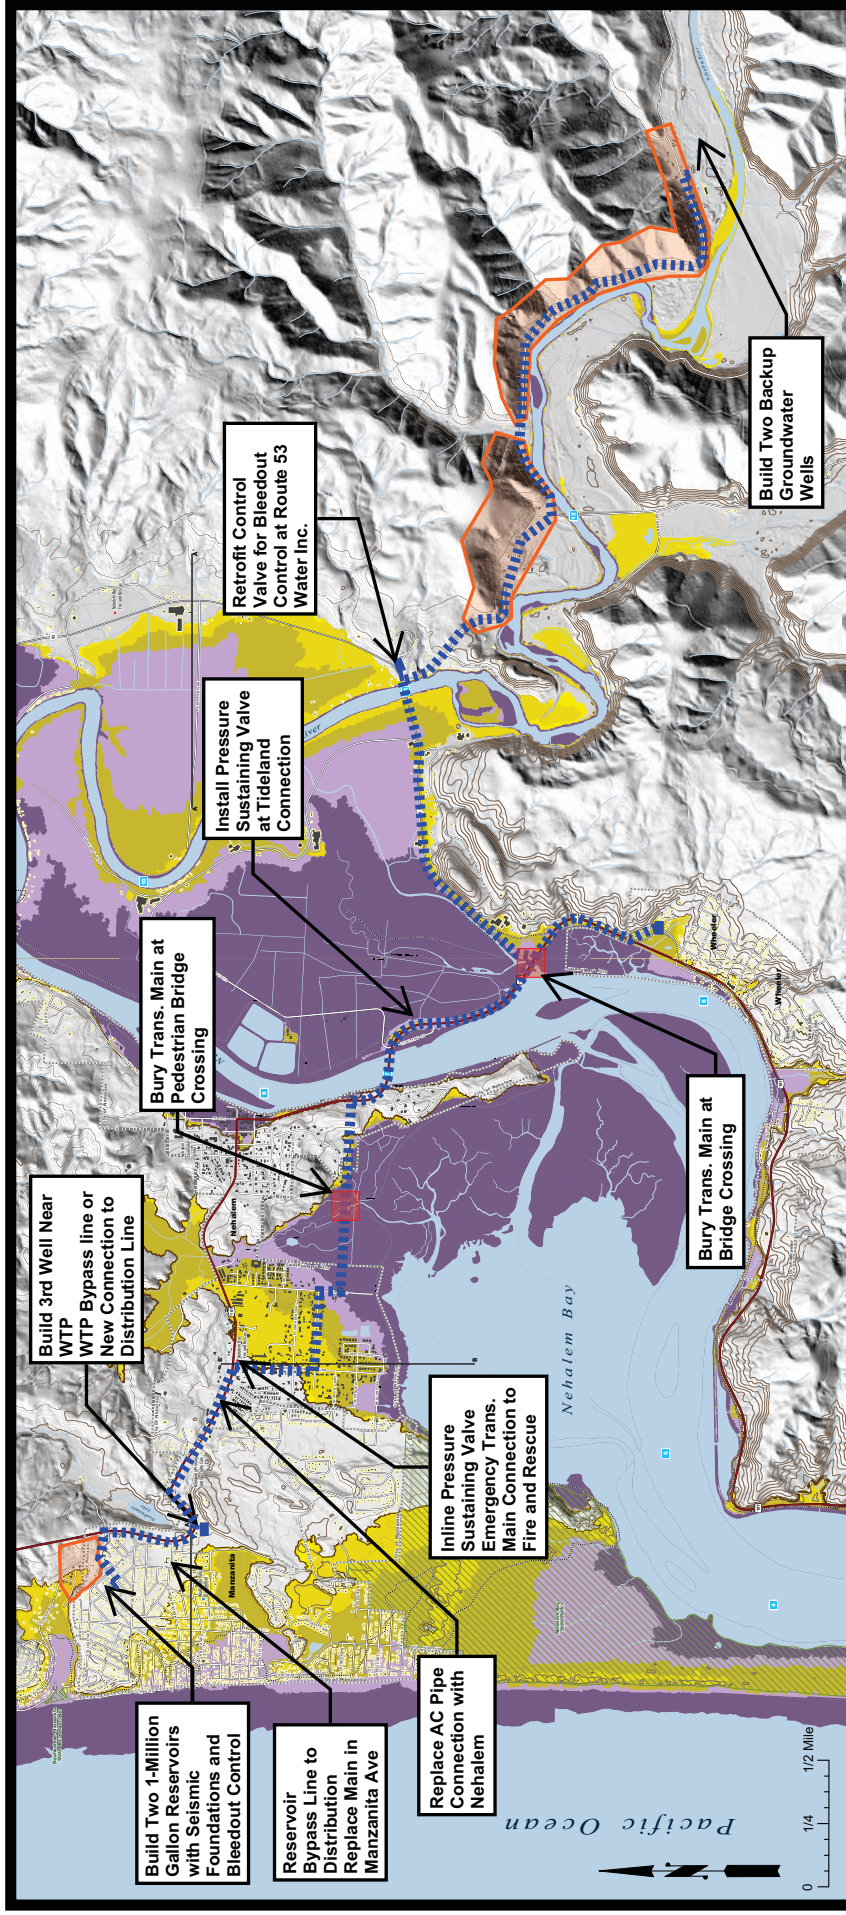 Build Two 1-Million
Gallon Reservoirs
with Seismic
Foundations and
Bleedout Control
Reservoir
Bypass Line to
Distribution
Replace Main in
Manzanita Ave
Replace AC Pipe
Connection with
Nehalem
Inline Pressure
Sustaining Valve
Emergency Trans.
Main Connection to
Fire and Rescue
Build 3rd Well Near
WTP
WTP Bypass line or
New Connection to
Distribution Line
Bury Trans. Main at
Pedestrian Bridge
Crossing
Bury Trans. Main at
Bridge Crossing
Install Pressure
Sustaining Valve
at Tideland
Connection
Retrofit Control
Valve for Bleedout
Control at Route 53
Water Inc.
Build Two Backup
Groundwater
Wells
Manzanita
Nehalem
Wheeler
Wheeler
Nehalem Bay
Pacific Ocean
0 1/4 1/2 Mile